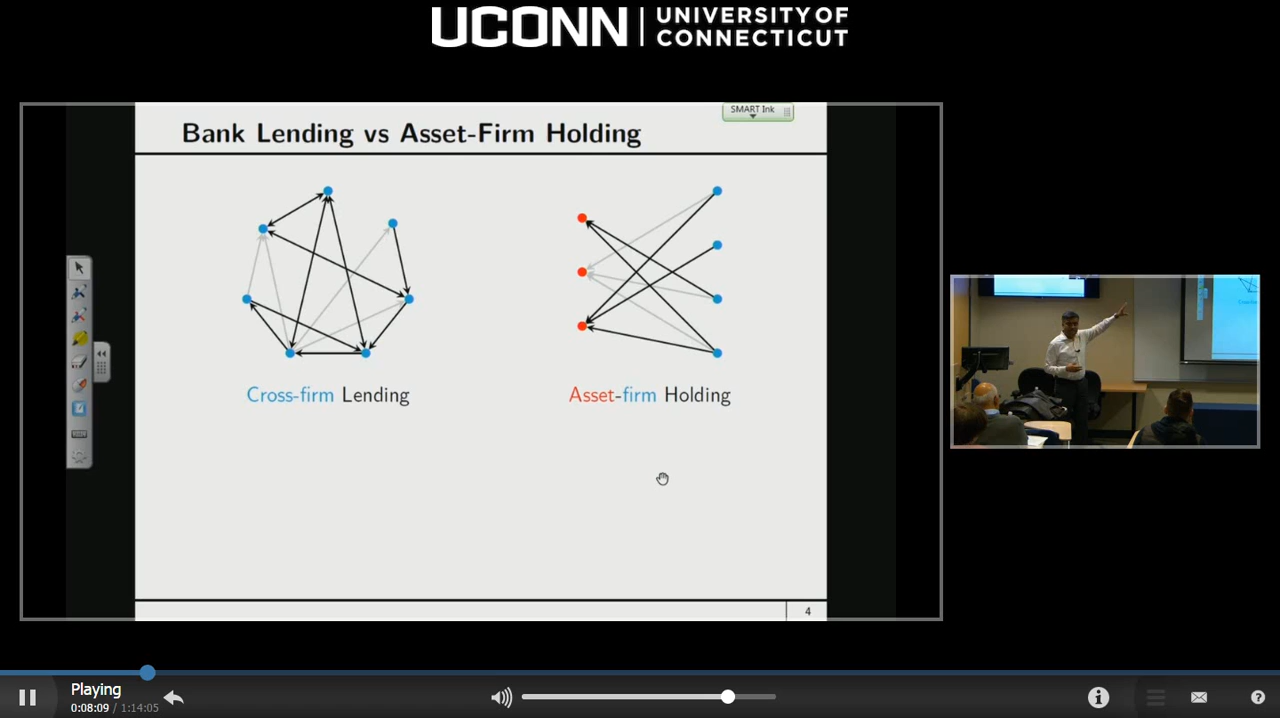 UCONN
UNIVERSITY OF
CONNECTICUT
SMART Ink
Bank Lending vs Asset-Firm Holding
Cross-firm Lending
Asset-firm Holding
4
Playing
0:08:09 / 1:14:05